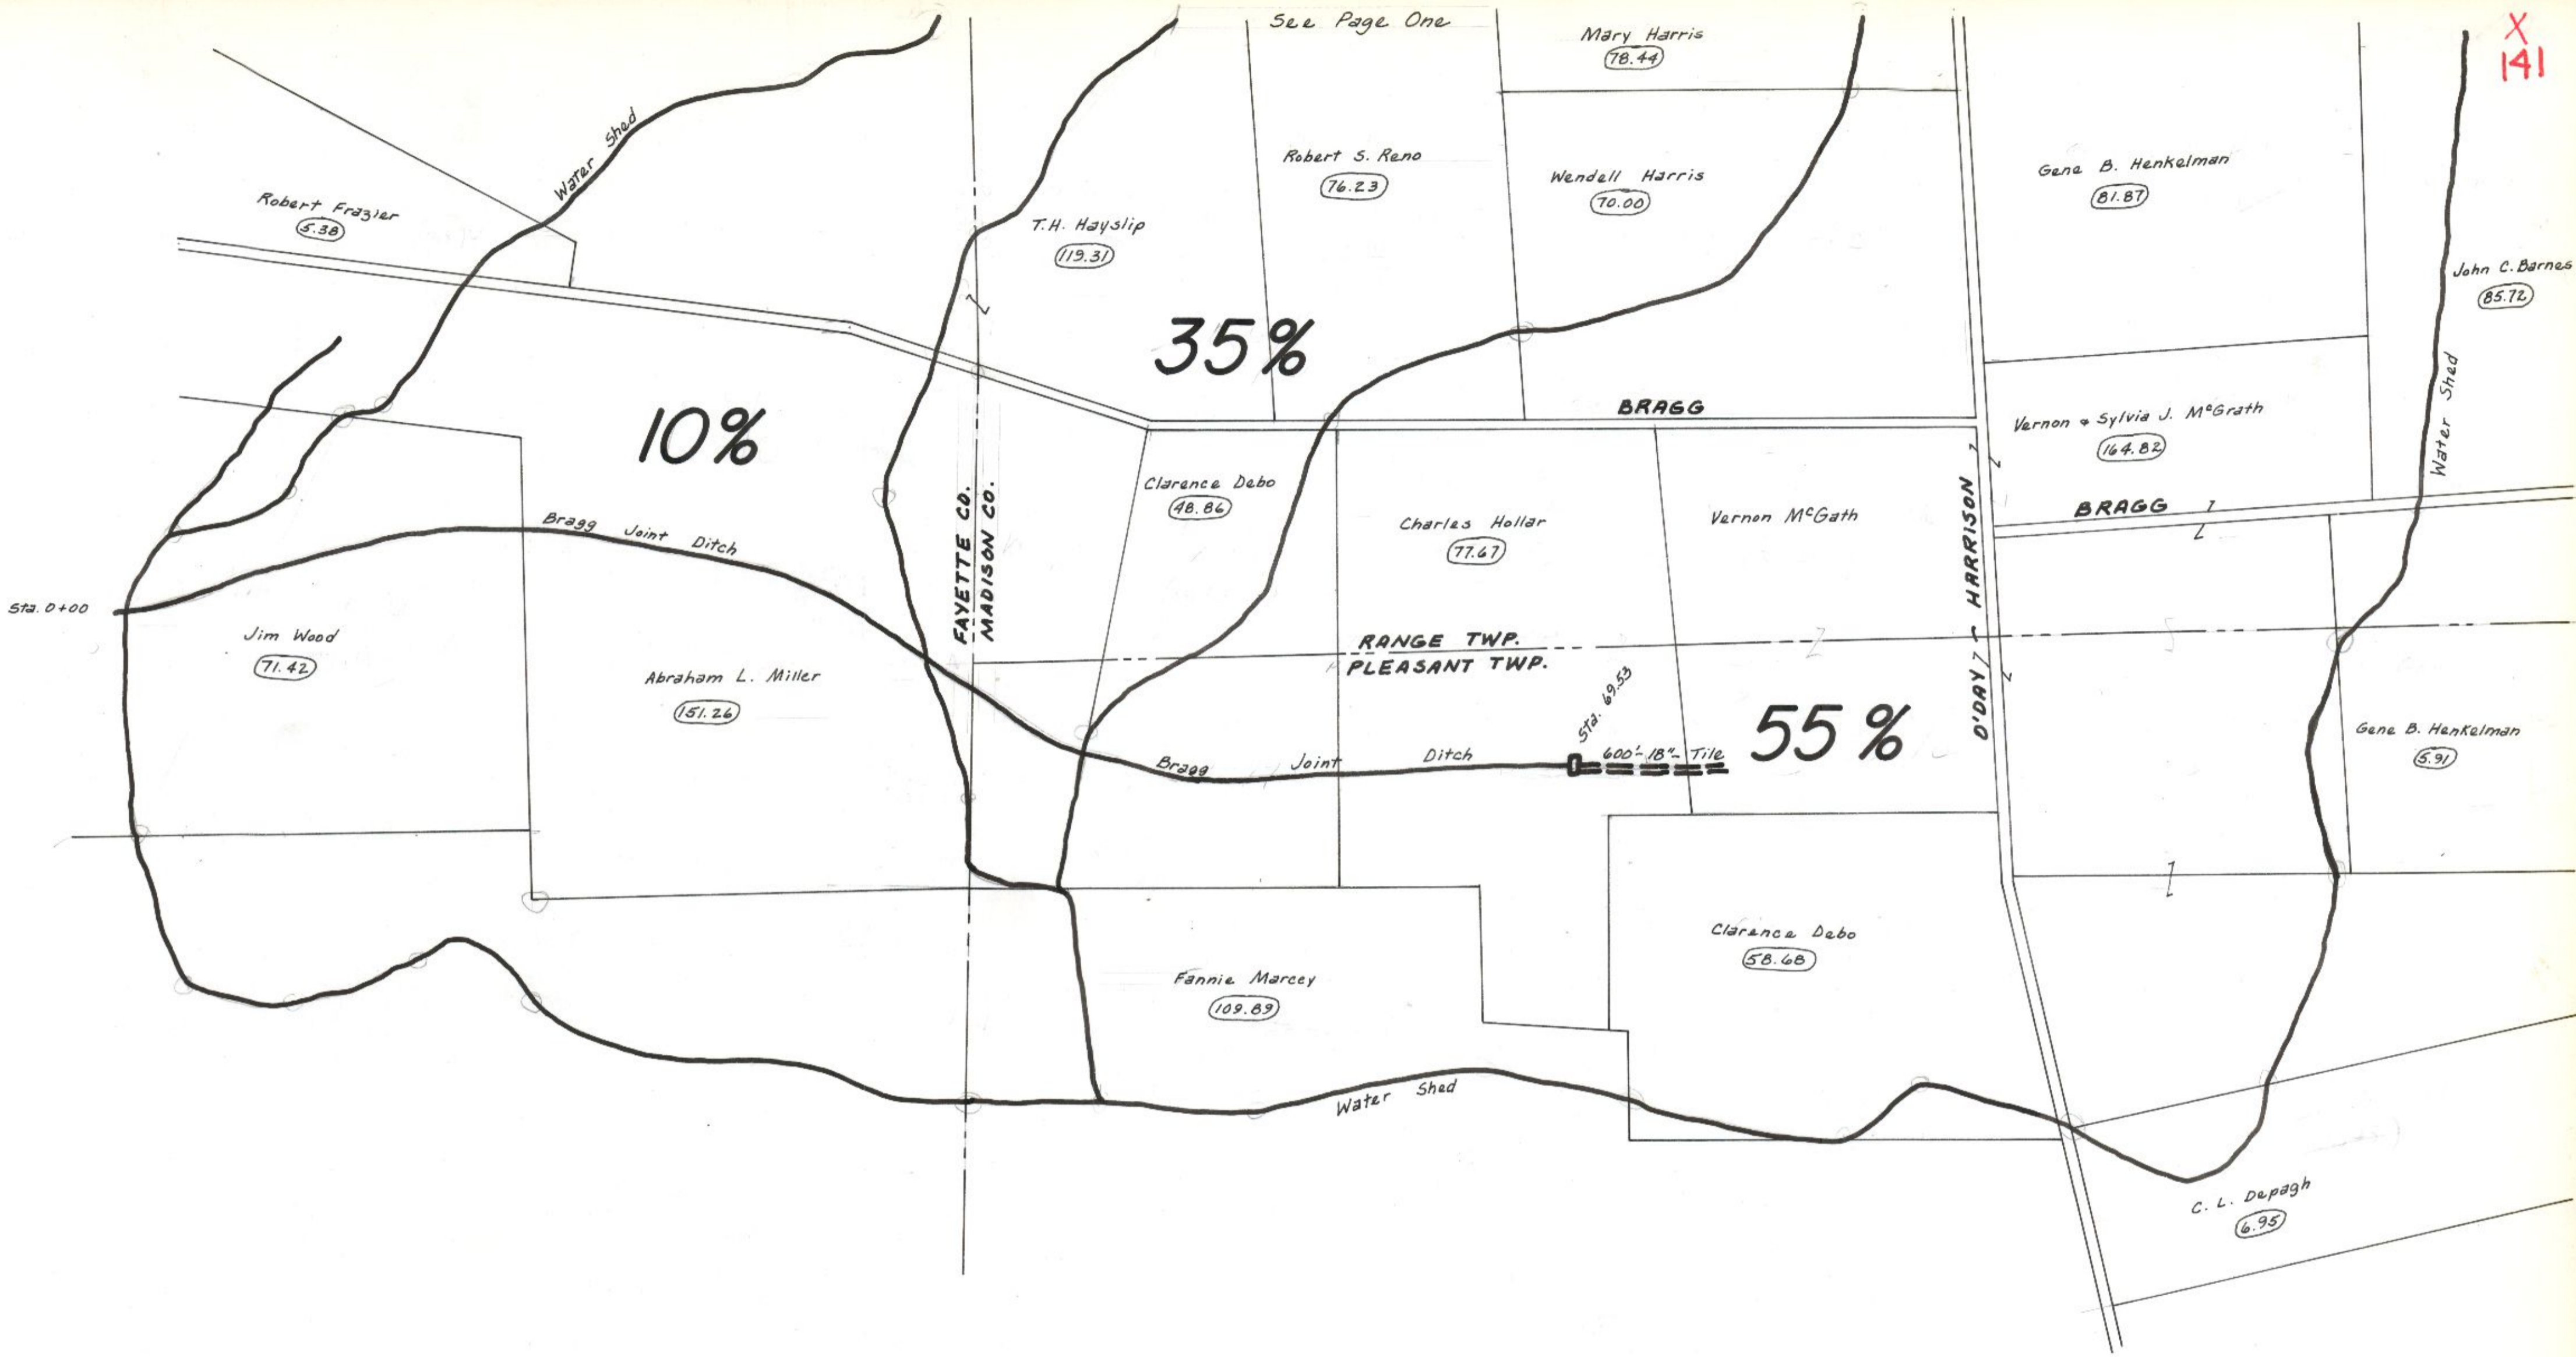 See Page One
X
141
Mary Harris
78.44
Water Shed
Robert Frazier
5.38
T.H. Hayslip
119.31
Robert S. Reno
76.23
Wendell Harris
70.00
Gene B. Henkelman
81.87
John C. Barnes
85.72
35%
10%
BRAGG
Vernon & Sylvia J. McGrath
164.82
Water Shed
BRAGG
Clarence Debo
48.86
Charles Hollar
77.67
Vernon McGath
O'DAY - HARRISON
FAYETTE CO.
MADISON CO.
Bragg Joint Ditch
Sta. 0+00
Jim Wood
71.42
Abraham L. Miller
151.26
RANGE TWP.
PLEASANT TWP.
Sta. 69.53
600'-18"- Tile
55%
Bragg Joint Ditch
Gene B. Henkelman
5.91
Clarence Debo
58.68
Fannie Marcey
109.89
Water Shed
C. L. Depagh
6.95